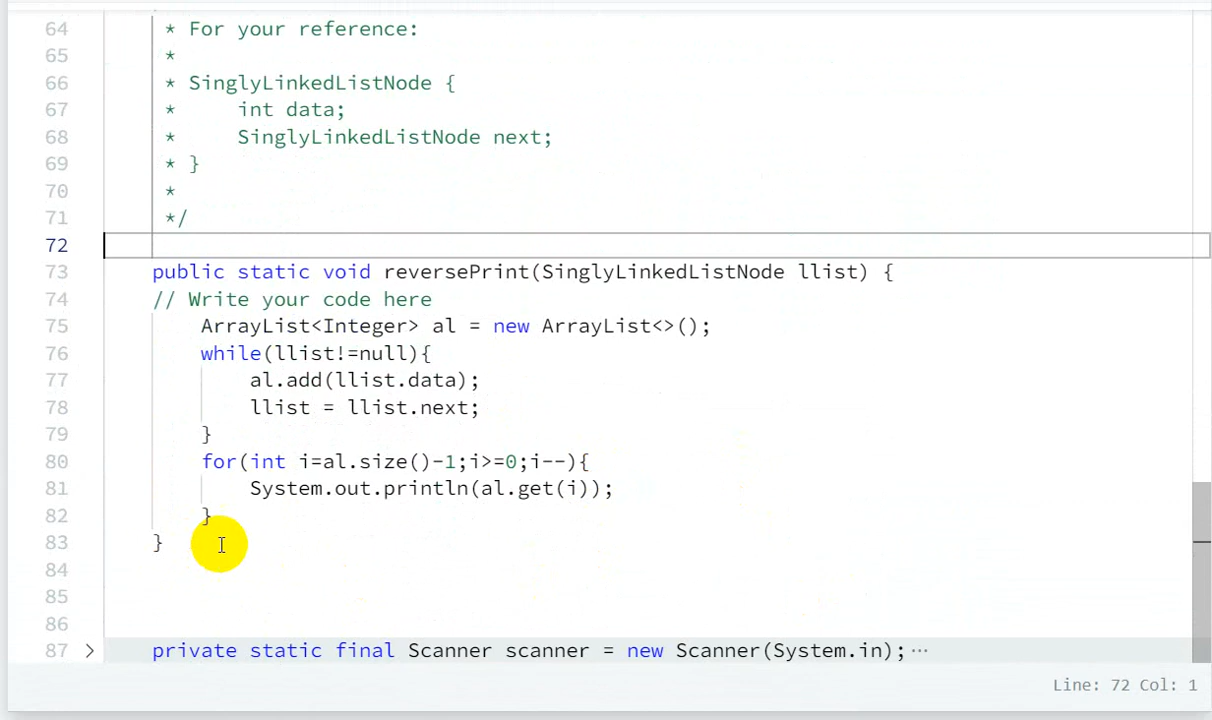 64 * For your reference:
65 *
66 * SinglyLinkedListNode {
67 * int data;
68 * SinglyLinkedListNode next;
69 * }
70 *
71 */
72
73 public static void reversePrint(SinglyLinkedListNode llist) {
74 // Write your code here
75 ArrayList<Integer> al = new ArrayList<>();
76 while(llist!=null){
77 al.add(llist.data);
78 llist = llist.next;
79 }
80 for(int i=al.size()-1;i>=0;i--){
81 System.out.println(al.get(i));
82 }
83 }
84
85
86
87 > private static final Scanner scanner = new Scanner(System.in);···
Line: 72 Col: 1